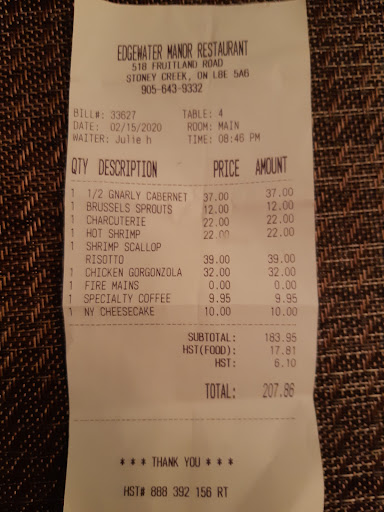 EDGEWATER MANOR RESTAURANT
518 FRUITLAND ROAD
STONEY CREEK, ON L8E 5A6
905-643-9332
BILL#: 33627 TABLE: 4
DATE: 02/15/2020 ROOM: MAIN
WAITER: Julie h TIME: 08:46 PM
QTY DESCRIPTION PRICE AMOUNT
1 1/2 GNARLY CABERNET 37.00 37.00
1 BRUSSELS SPROUTS 12.00 12.00
1 CHARCUTERIE 22.00 22.00
1 HOT SHRIMP 22.00 22.00
1 SHRIMP SCALLOP
RISOTTO 39.00 39.00
1 CHICKEN GORGONZOLA 32.00 32.00
1 FIRE MAINS 0.00 0.00
1 SPECIALTY COFFEE 9.95 9.95
1 NY CHEESECAKE 10.00 10.00
SUBTOTAL: 183.95
HST(FOOD): 17.81
HST: 6.10
TOTAL: 207.86
* * * THANK YOU * * *
HST# 888 392 156 RT